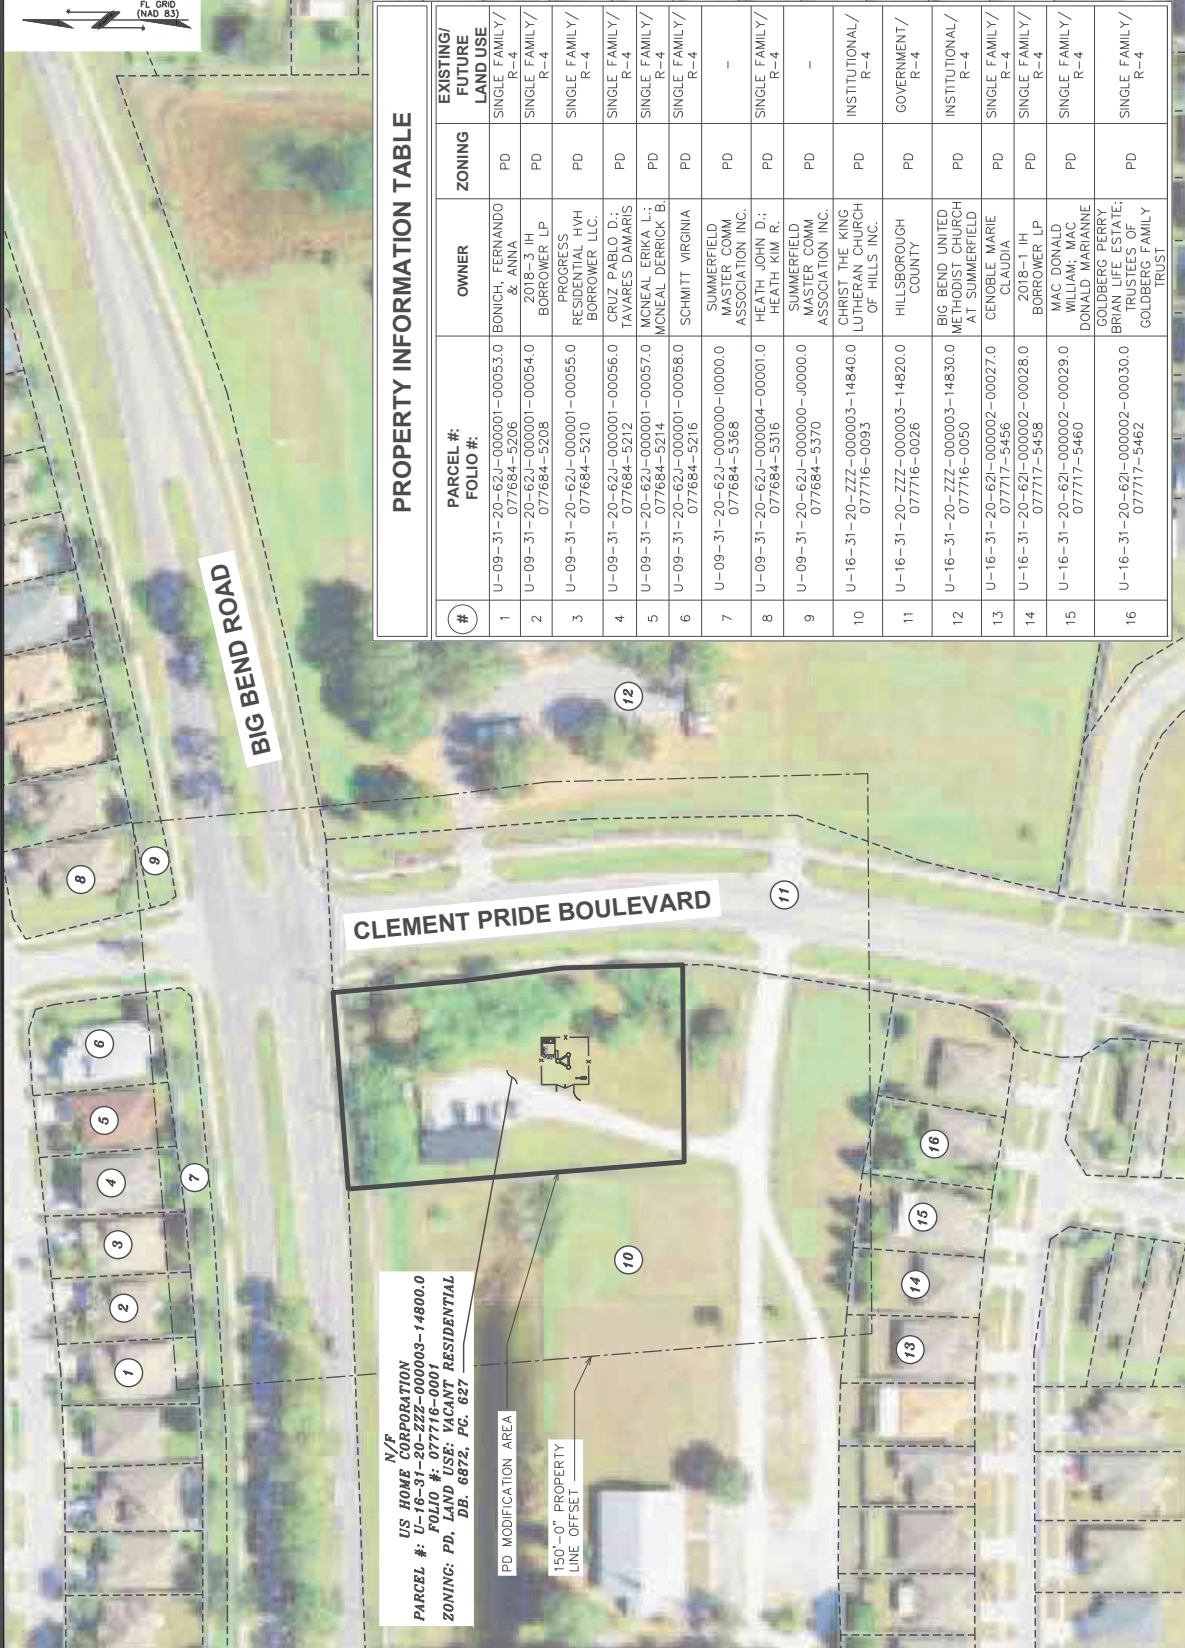 FL GRID
(NAD 83)
PROPERTY INFORMATION TABLE
#
PARCEL #:
FOLIO #:
OWNER
ZONING
EXISTING/
FUTURE
LAND USE
1
U-09-31-20-62J-000001-00053.0
077684-5206
BONICH, FERNANDO
& ANNA
PD
SINGLE FAMILY/
R-4
2
U-09-31-20-62J-000001-00054.0
077684-5208
2018-3 IH
BORROWER LP
PD
SINGLE FAMILY/
R-4
3
U-09-31-20-62J-000001-00055.0
077684-5210
PROGRESS
RESIDENTIAL HVH
BORROWER LLC.
PD
SINGLE FAMILY/
R-4
4
U-09-31-20-62J-000001-00056.0
077684-5212
CRUZ PABLO D.;
TAVARES DAMARIS
PD
SINGLE FAMILY/
R-4
5
U-09-31-20-62J-000001-00057.0
077684-5214
MCNEAL ERIKA L.;
MCNEAL DERRICK B.
PD
SINGLE FAMILY/
R-4
6
U-09-31-20-62J-000001-00058.0
077684-5216
SCHMITT VIRGINIA
PD
SINGLE FAMILY/
R-4
7
U-09-31-20-62J-000000-I0000.0
077684-5368
SUMMERFIELD
MASTER COMM
ASSOCIATION INC.
PD
-
8
U-09-31-20-62J-000004-00001.0
077684-5316
HEATH JOHN D.;
HEATH KIM R.
PD
SINGLE FAMILY/
R-4
9
U-09-31-20-62J-000000-J0000.0
077684-5370
SUMMERFIELD
MASTER COMM
ASSOCIATION INC.
PD
-
10
U-16-31-20-ZZZ-000003-14840.0
077716-0093
CHRIST THE KING
LUTHERAN CHURCH
OF HILLS INC.
PD
INSTITUTIONAL/
R-4
11
U-16-31-20-ZZZ-000003-14820.0
077716-0026
HILLSBOROUGH
COUNTY
PD
GOVERNMENT/
R-4
12
U-16-31-20-ZZZ-000003-14830.0
077716-0050
BIG BEND UNITED
METHODIST CHURCH
AT SUMMERFIELD
PD
INSTITUTIONAL/
R-4
13
U-16-31-20-62I-000002-00027.0
077717-5456
CENOBLE MARIE
CLAUDIA
PD
SINGLE FAMILY/
R-4
14
U-16-31-20-62I-000002-00028.0
077717-5458
2018-1 IH
BORROWER LP
PD
SINGLE FAMILY/
R-4
15
U-16-31-20-62I-000002-00029.0
077717-5460
MAC DONALD
WILLIAM; MAC
DONALD MARIANNE
PD
SINGLE FAMILY/
R-4
16
U-16-31-20-62I-000002-00030.0
077717-5462
GOLDBERG PERRY
BRIAN LIFE ESTATE;
TRUSTEES OF
GOLDBERG FAMILY
TRUST
PD
SINGLE FAMILY/
R-4
BIG BEND ROAD
CLEMENT PRIDE BOULEVARD
1
2
3
4
5
6
7
8
9
10
11
12
13
14
15
16
N/F
US HOME CORPORATION
PARCEL #: U-16-31-20-ZZZ-000003-14800.0
FOLIO #: 077716-0001
ZONING: PD, LAND USE: VACANT RESIDENTIAL
DB. 6872, PG. 627
PD MODIFICATION AREA
150'-0" PROPERTY
LINE OFFSET